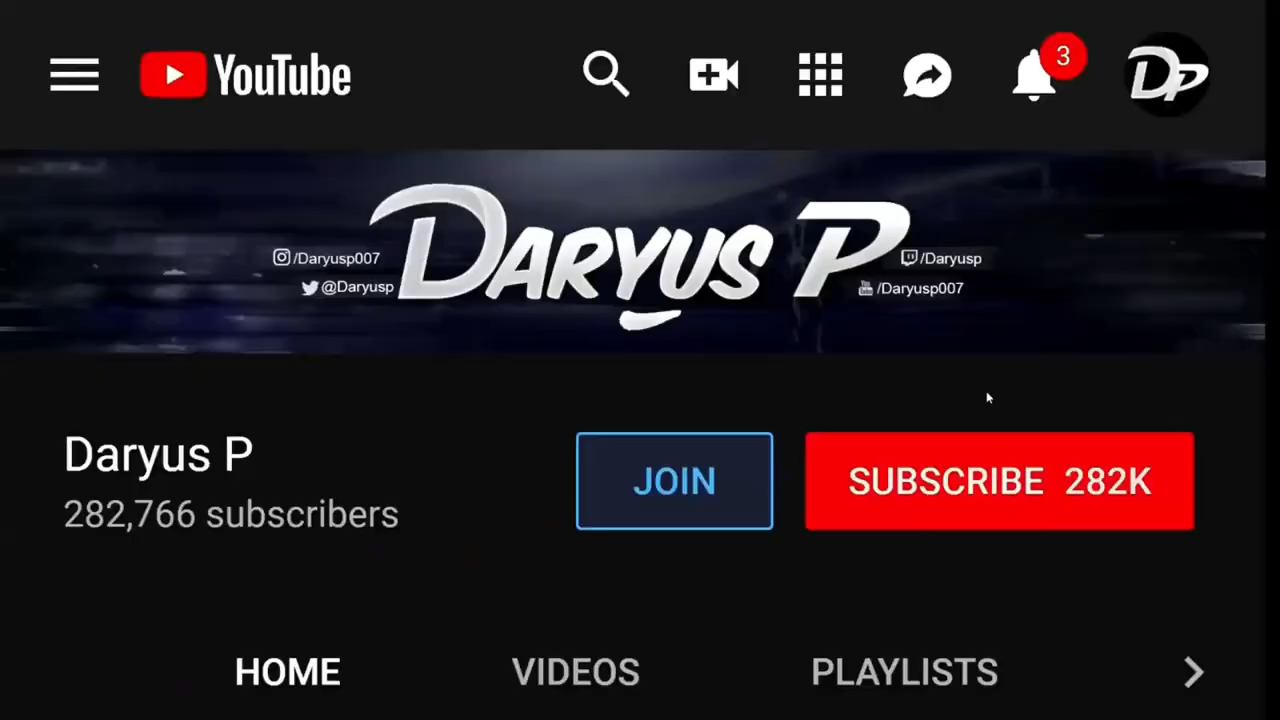 YouTube
3
DP
DARYUS P
/Daryusp007
@Daryusp
/Daryusp
/Daryusp007
Daryus P
282,766 subscribers
JOIN
SUBSCRIBE 282K
HOME
VIDEOS
PLAYLISTS